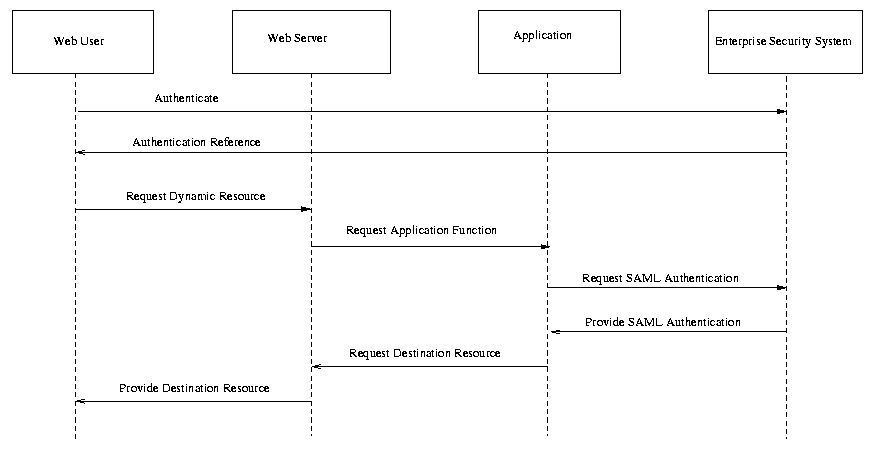 Web User
Web Server
Application
Enterprise Security System
Authenticate
Authentication Reference
Request Dynamic Resource
Request Application Function
Request SAML Authentication
Provide SAML Authentication
Request Destination Resource
Provide Destination Resource